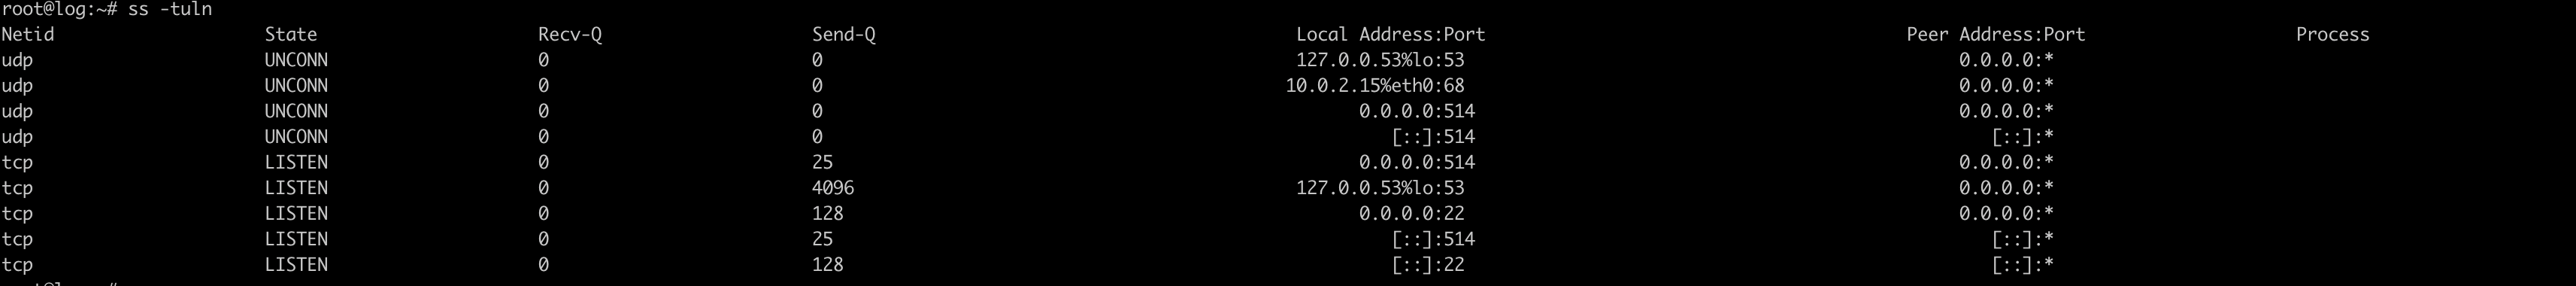 root@log:~# ss -tuln
Netid State Recv-Q Send-Q Local Address:Port Peer Address:Port Process
udp UNCONN 0 0 127.0.0.53%lo:53 0.0.0.0:*
udp UNCONN 0 0 10.0.2.15%eth0:68 0.0.0.0:*
udp UNCONN 0 0 0.0.0.0:514 0.0.0.0:*
udp UNCONN 0 0 [::]:514 [::]:*
tcp LISTEN 0 25 0.0.0.0:514 0.0.0.0:*
tcp LISTEN 0 4096 127.0.0.53%lo:53 0.0.0.0:*
tcp LISTEN 0 128 0.0.0.0:22 0.0.0.0:*
tcp LISTEN 0 25 [::]:514 [::]:*
tcp LISTEN 0 128 [::]:22 [::]:*